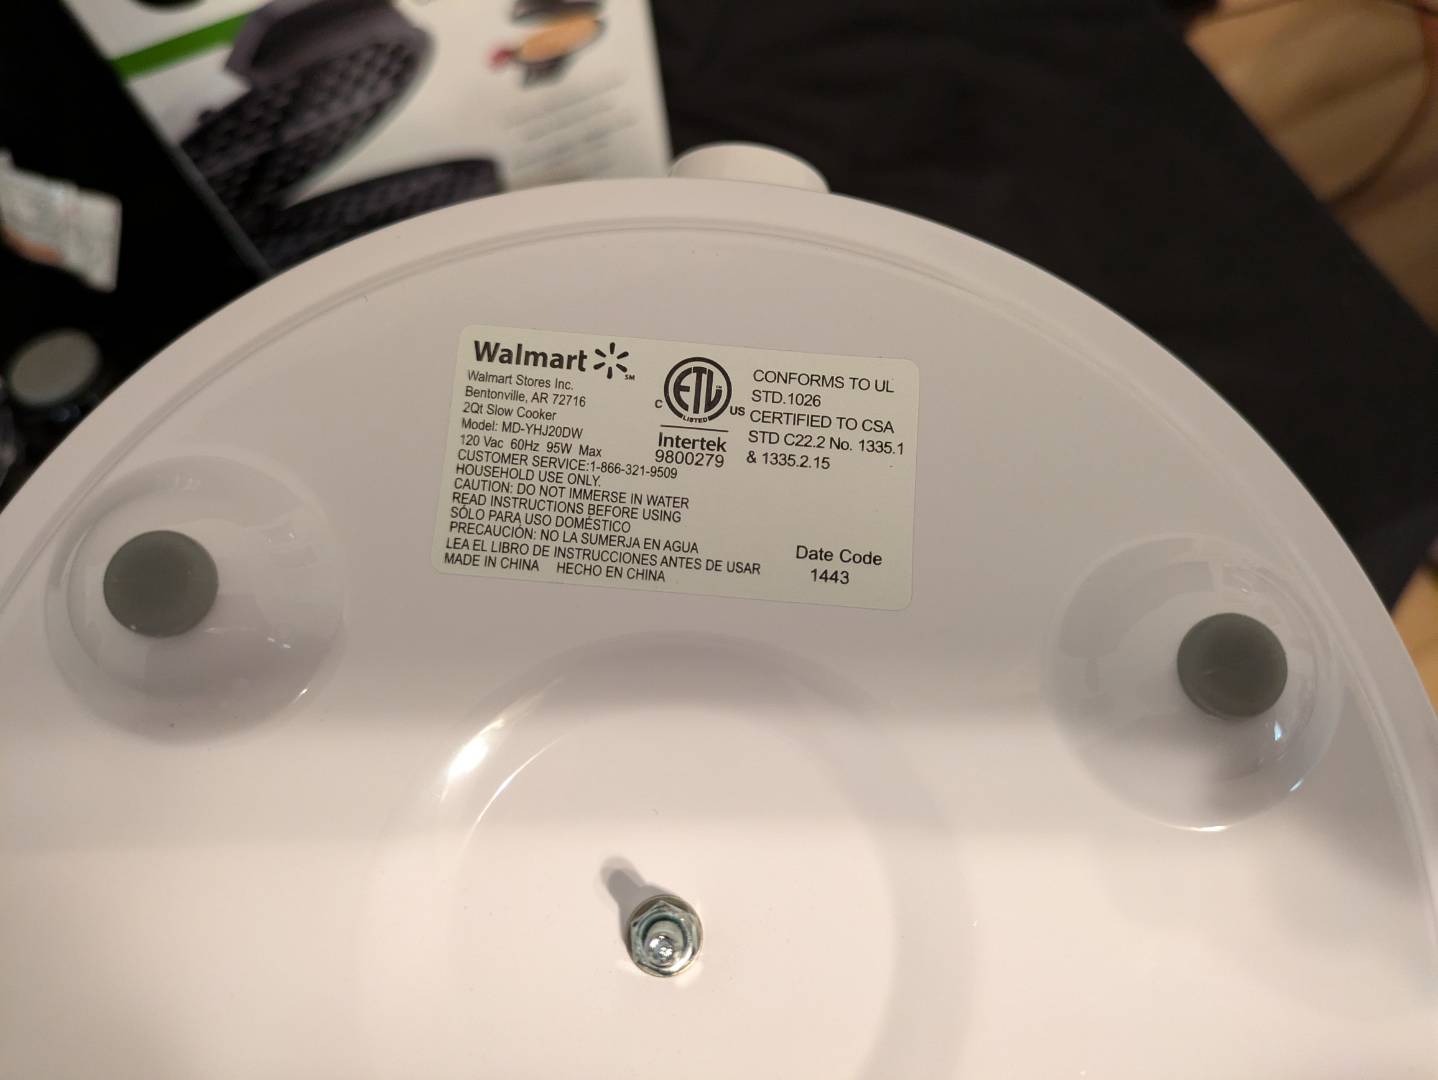 Walmart
SM
Walmart Stores Inc.
Bentonville, AR 72716
2Qt Slow Cooker
Model: MD-YHJ20DW
120 Vac 60Hz 95W Max
CUSTOMER SERVICE:1-866-321-9509
HOUSEHOLD USE ONLY.
CAUTION: DO NOT IMMERSE IN WATER
READ INSTRUCTIONS BEFORE USING
SÓLO PARA USO DOMÉSTICO
PRECAUCIÓN: NO LA SUMERJA EN AGUA
LEA EL LIBRO DE INSTRUCCIONES ANTES DE USAR
MADE IN CHINA HECHO EN CHINA
ETL
LISTED
C US
Intertek
9800279
CONFORMS TO UL
STD.1026
CERTIFIED TO CSA
STD C22.2 No. 1335.1
& 1335.2.15
Date Code
1443